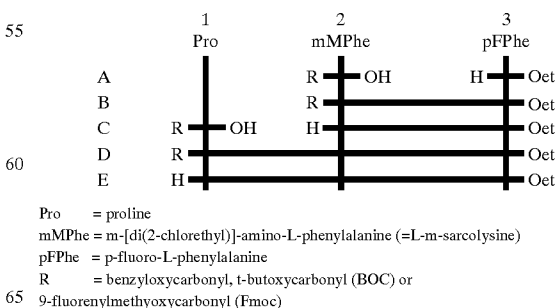 55
1 2 3
Pro mMPhe pFPhe
A R OH H Oet
B R Oet
C R OH H Oet
60
D R Oet
E H Oet
Pro = proline
mMPhe = m-[di(2-chlorethyl)]-amino-L-phenylalanine (=L-m-sarcolysine)
pFPhe = p-fluoro-L-phenylalanine
R = benzyloxycarbonyl, t-butoxycarbonyl (BOC) or
65 9-fluorenylmethyoxycarbonyl (Fmoc)